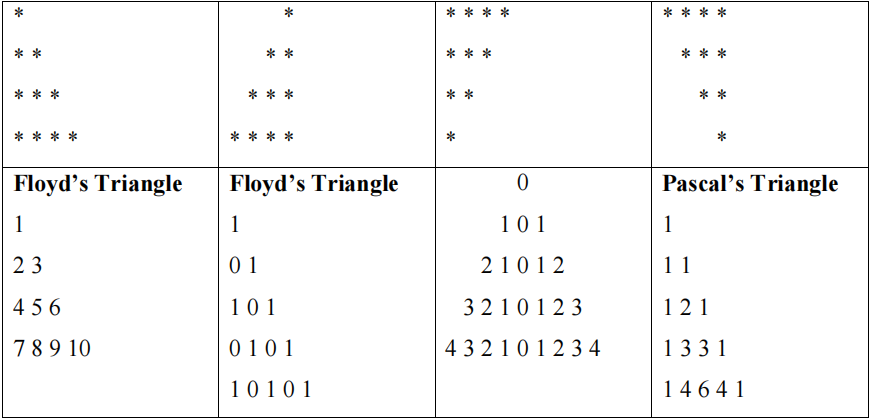 *
* *
* * *
* * * *
*
* *
* * *
* * * *
* * * *
* * *
* *
*
* * * *
* * *
* *
*
Floyd’s Triangle
1
2 3
4 5 6
7 8 9 10
Floyd’s Triangle
1
0 1
1 0 1
0 1 0 1
1 0 1 0 1
0
1 0 1
2 1 0 1 2
3 2 1 0 1 2 3
4 3 2 1 0 1 2 3 4
Pascal’s Triangle
1
1 1
1 2 1
1 3 3 1
1 4 6 4 1